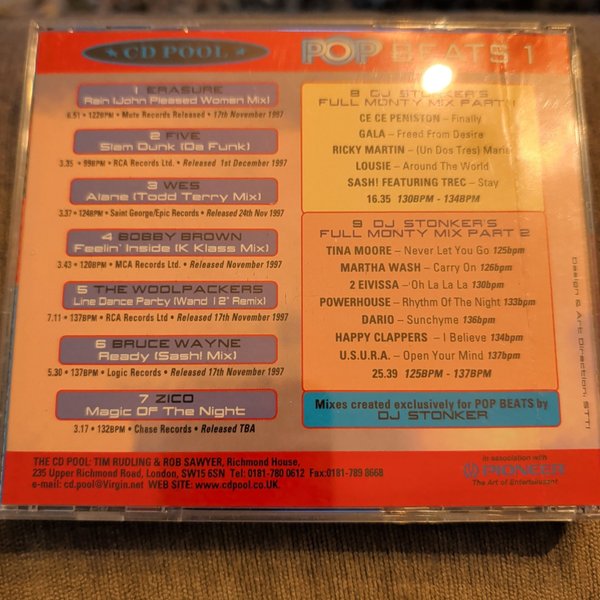 CD POOL
POP BEATS 1
1 ERASURE
Rain (John Pleased Women Mix)
6.51 • 122BPM • Mute Records Released • 17th November 1997
2 FIVE
Slam Dunk (Da Funk)
3.35 • 99BPM • RCA Records Ltd. • Released 1st December 1997
3 WES
Alane (Todd Terry Mix)
3.37 • 124BPM • Saint George/Epic Records • Released 24th Nov 1997
4 BOBBY BROWN
Feelin' Inside (K Klass Mix)
3.43 • 120BPM • MCA Records Ltd. • Released November 1997
5 THE WOOLPACKERS
Line Dance Party (Wand 12" Remix)
7.11 • 137BPM • RCA Records Ltd • Released 17th November 1997
6 BRUCE WAYNE
Ready (Sash! Mix)
5.30 • 137BPM • Logic Records • Released 17th November 1997
7 ZICO
Magic Of The Night
3.17 • 132BPM • Chase Records • Released TBA
8 DJ STONKER'S
FULL MONTY MIX PART 1
CE CE PENISTON – Finally
GALA – Freed From Desire
RICKY MARTIN – (Un Dos Tres) Maria
LOUSIE – Around The World
SASH! FEATURING TREC – Stay
16.35 130BPM - 134BPM
9 DJ STONKER'S
FULL MONTY MIX PART 2
TINA MOORE – Never Let You Go 125bpm
MARTHA WASH – Carry On 126bpm
2 EIVISSA – Oh La La La 130bpm
POWERHOUSE – Rhythm Of The Night 133bpm
DARIO – Sunchyme 136bpm
HAPPY CLAPPERS – I Believe 134bpm
U.S.U.R.A. – Open Your Mind 137bpm
25.39 125BPM - 137BPM
Mixes created exclusively for POP BEATS by
DJ STONKER
Design & Art Direction: STTI
THE CD POOL: TIM RUDLING & ROB SAWYER, Richmond House,
235 Upper Richmond Road, London, SW15 6SN Tel: 0181-780 0612 Fax:0181-789 8668
e-mail: cd.pool@Virgin.net WEB SITE: www.cdpool.co.UK.
in association with
PIONEER
The Art of Entertainment